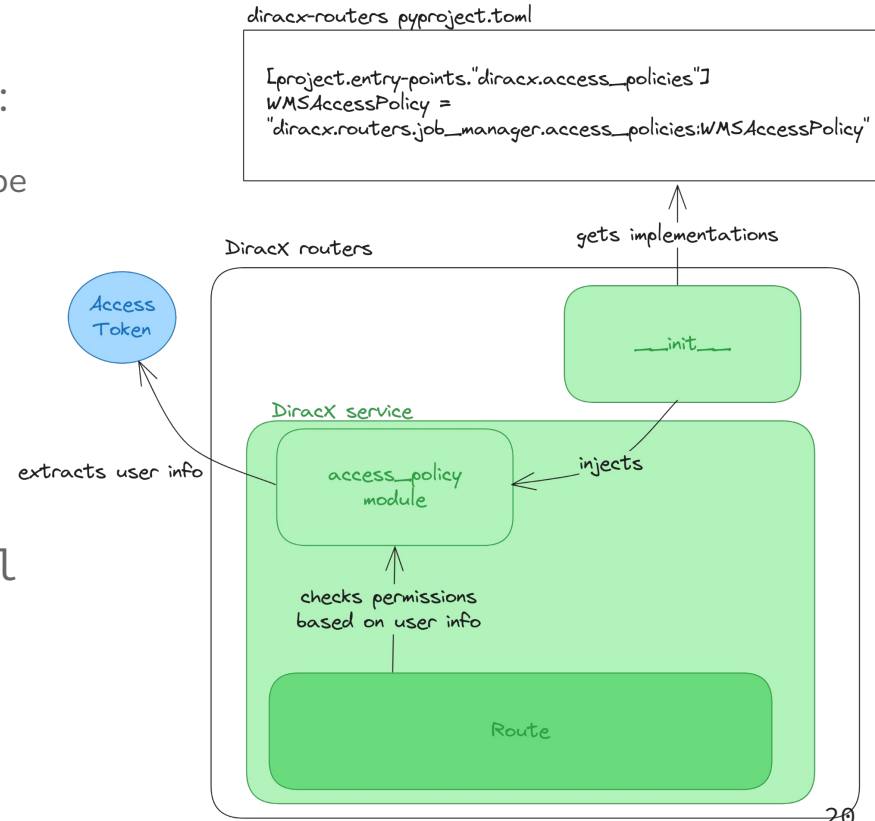 diracx-routers pyproject.toml
:
[project.entry-points."diracx.access_policies"]
WMSAccessPolicy =
"diracx.routers.job_manager.access_policies:WMSAccessPolicy"
pe
gets implementations
DiracX routers
Access
Token
__init__
DiracX service
extracts user info
access_policy
module
injects
l
checks permissions
based on user info
Route
20